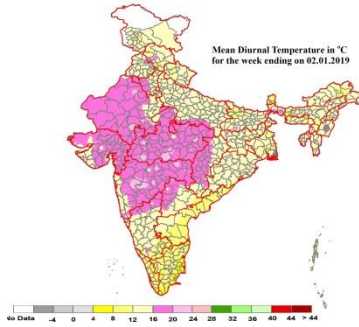 Mean Diurnal Temperature in °C
for the week ending on 02.01.2019
No Data -4 0 4 8 12 16 20 24 28 32 36 40 44 > 44